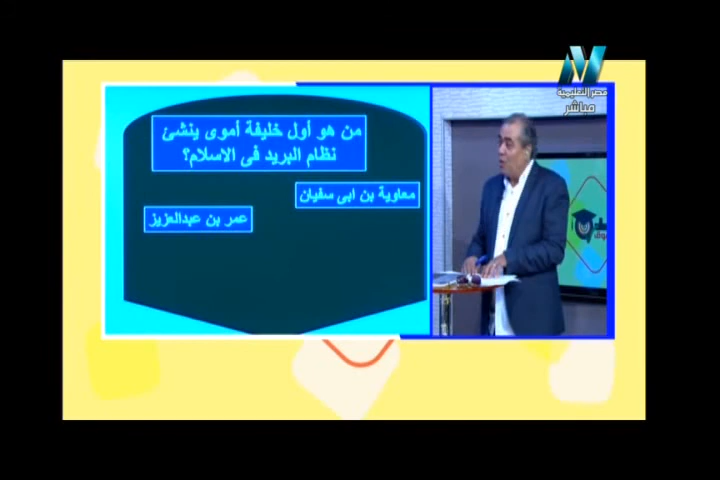 مصر التعليمية
مباشر
من هو أول خليفة أموى ينشئ
نظام البريد فى الاسلام؟
معاوية بن ابى سفيان
عمر بن عبدالعزيز